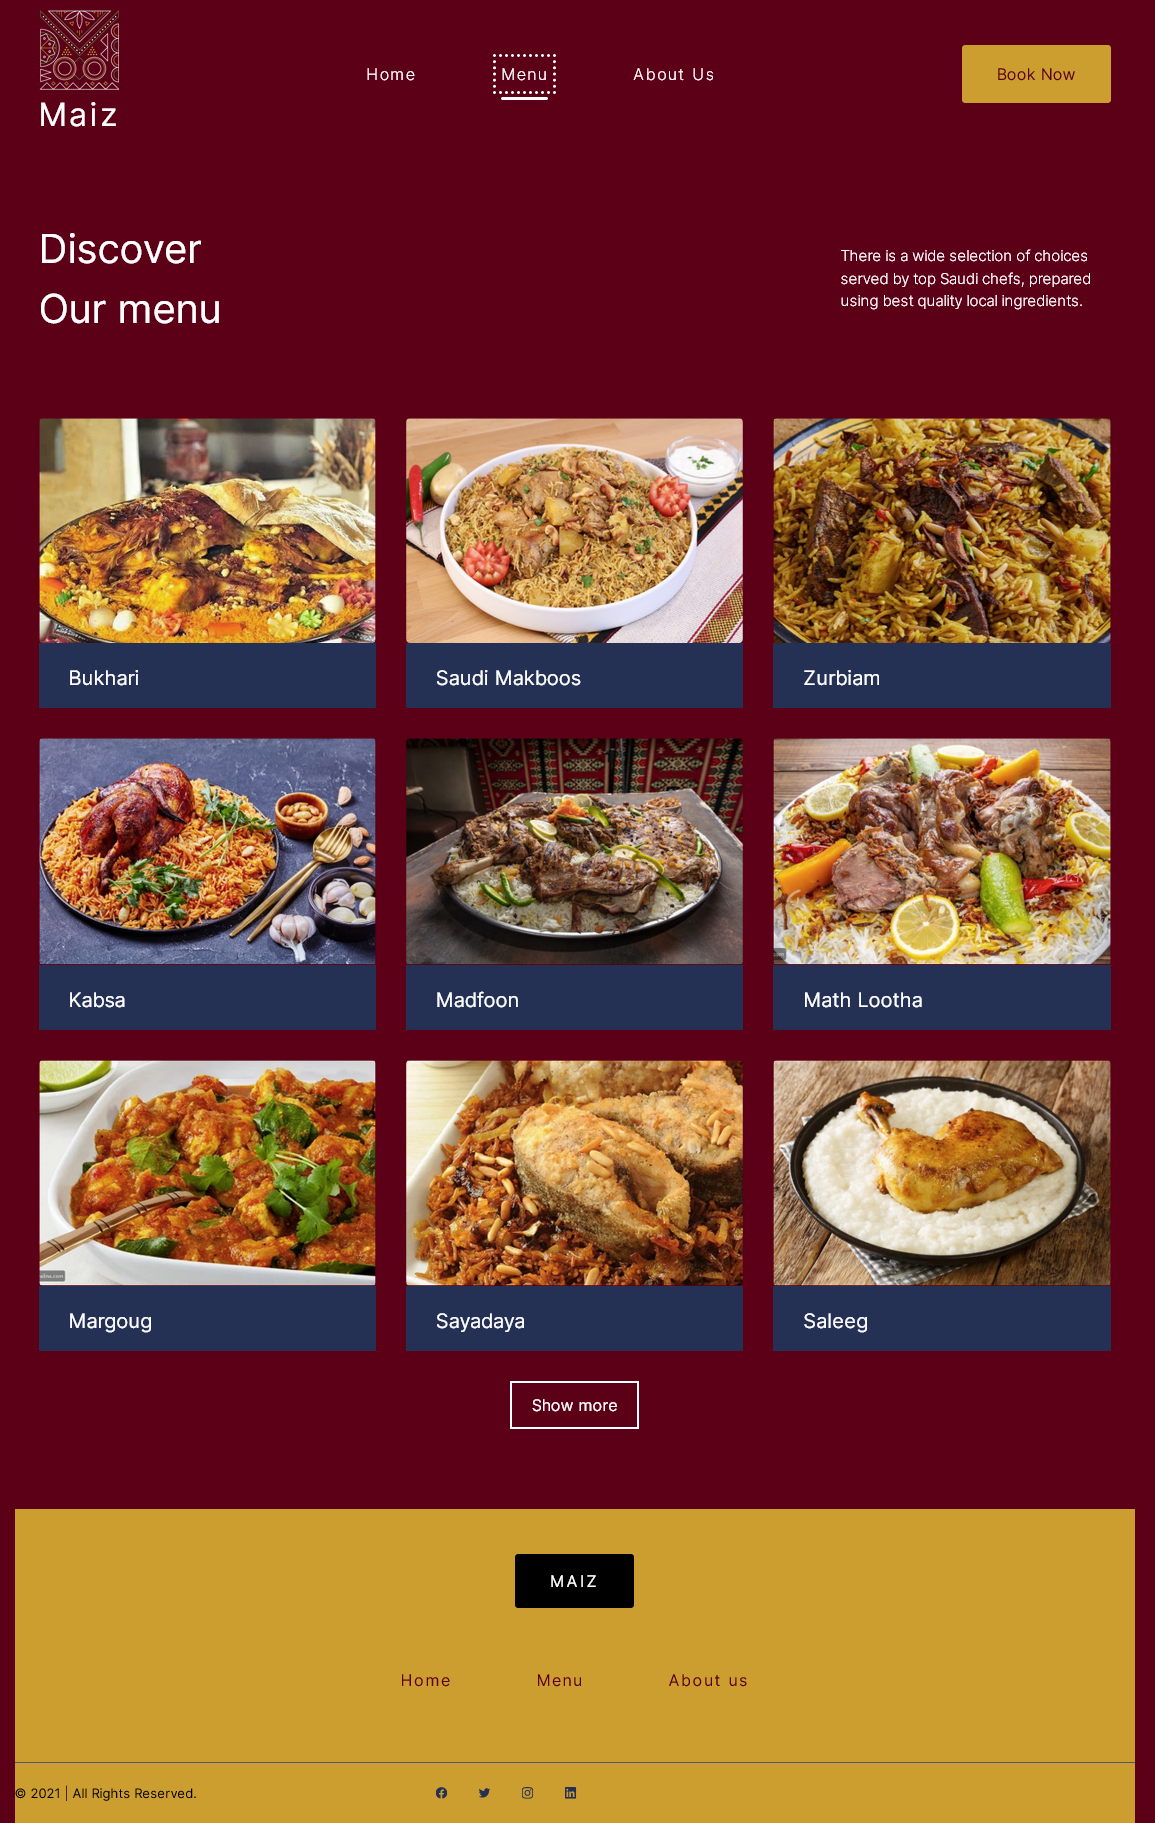 Maiz
Home
Menu
About Us
Book Now
Discover
Our menu
There is a wide selection of choices
served by top Saudi chefs, prepared
using best quality local ingredients.
Bukhari
Saudi Makboos
Zurbiam
Kabsa
Madfoon
Math Lootha
Margoug
Sayadaya
Saleeg
Show more
MAIZ
Home
Menu
About us
© 2021 | All Rights Reserved.